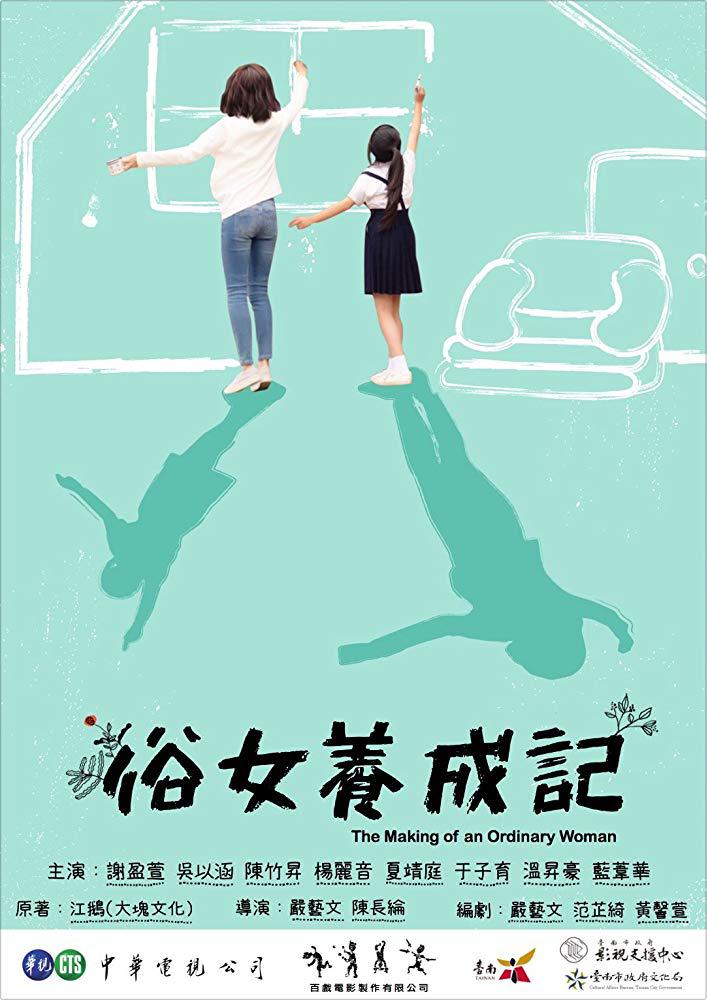 俗女養成記
The Making of an Ordinary Woman
主演：謝盈萱 吳以涵 陳竹昇 楊麗音 夏靖庭 于子育 溫昇豪 藍葦華
原著：江鵝(大塊文化) 導演：嚴藝文 陳長綸 編劇：嚴藝文 范芷綺 黃馨萱
華視 CTS 中華電視公司
百戲電影製作有限公司
臺南 TAINAN
臺南市政府
影視支援中心
臺南市政府文化局
Cultural Affairs Bureau, Tainan City Government